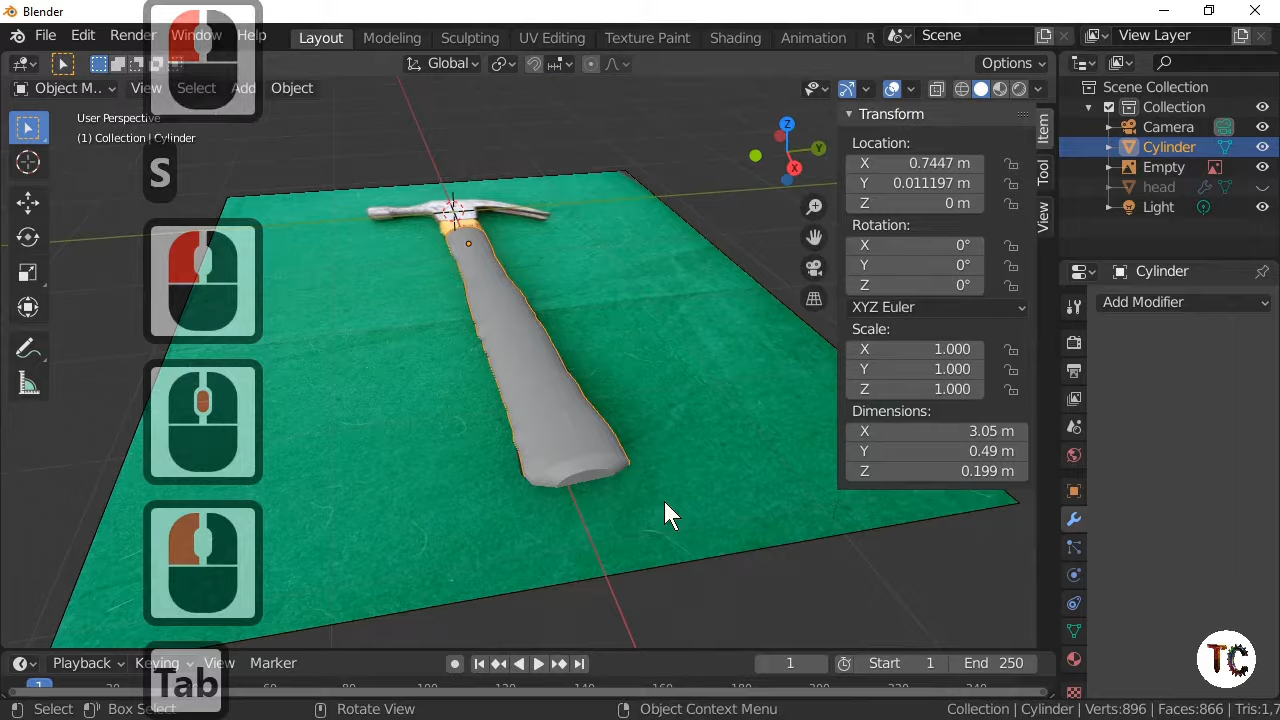 Blender
File Edit Render Window Help
Layout Modeling Sculpting UV Editing Texture Paint Shading Animation R
Scene
View Layer
Global
Options
Object M...
View Select Add Object
User Perspective
(1) Collection | Cylinder
Z
Y
X
S
Tab
Transform
Location:
X 0.7447 m
Y 0.011197 m
Z 0 m
Rotation:
X 0°
Y 0°
Z 0°
XYZ Euler
Scale:
X 1.000
Y 1.000
Z 1.000
Dimensions:
X 3.05 m
Y 0.49 m
Z 0.199 m
Item
Tool
View
Scene Collection
Collection
Camera
Cylinder
Empty
head
Light
Cylinder
Add Modifier
TC
Playback Keying View Marker
1
Start 1
End 250
1
Select
Box Select
Rotate View
Object Context Menu
Collection | Cylinder | Verts:896 | Faces:866 | Tris:1,7